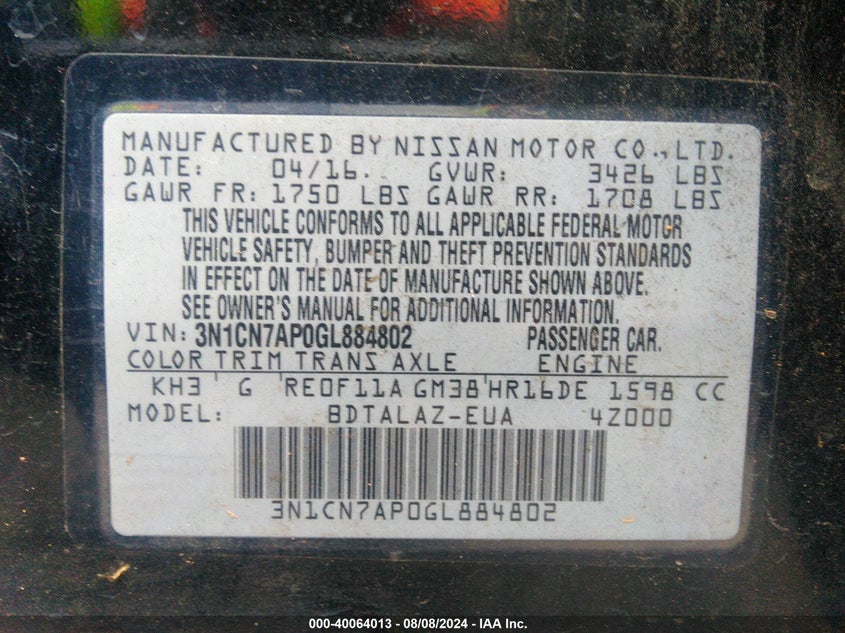 MANUFACTURED BY NISSAN MOTOR CO., LTD.
DATE: 04/16. GVWR: 3426 LBS
GAWR FR: 1750 LBS GAWR RR: 1708 LBS
THIS VEHICLE CONFORMS TO ALL APPLICABLE FEDERAL MOTOR
VEHICLE SAFETY, BUMPER AND THEFT PREVENTION STANDARDS
IN EFFECT ON THE DATE OF MANUFACTURE SHOWN ABOVE.
SEE OWNER'S MANUAL FOR ADDITIONAL INFORMATION.
VIN: 3N1CN7AP0GL884802 PASSENGER CAR.
COLOR TRIM TRANS AXLE ENGINE
KH3 G RE0F11A GM38 HR16DE 1598 CC
MODEL: BDTALAZ-EUA 4Z000
3N1CN7AP0GL884802
000-40064013 - 08/08/2024 - IAA Inc.